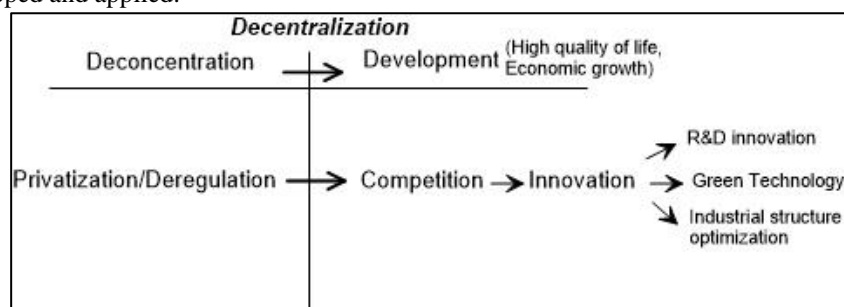 pped and applied.
Decentralization
Deconcentration
Development (High quality of life,
Economic growth)
Privatization/Deregulation
Competition
Innovation
R&D innovation
Green Technology
Industrial structure
optimization